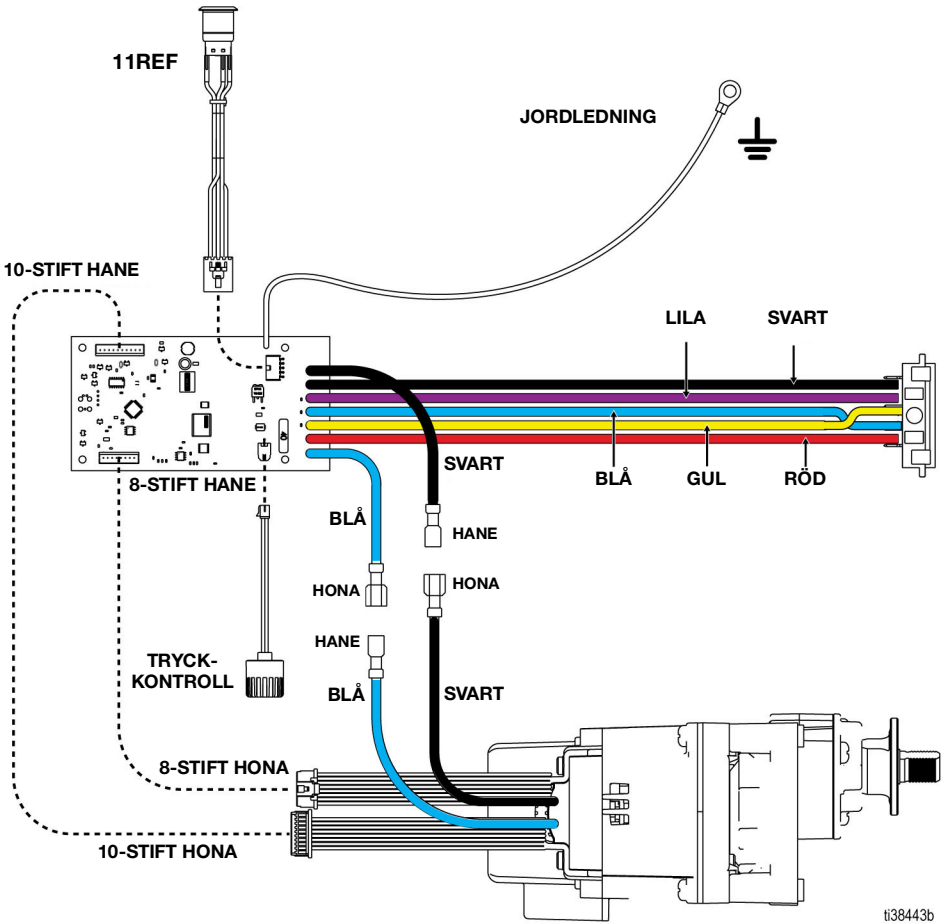 11REF
JORDLEDNING
10-STIFT HANE
LILA
SVART
SVART
BLÅ
GUL
RÖD
8-STIFT HANE
BLÅ
HANE
HONA
HONA
HANE
TRYCK-
KONTROLL
BLÅ
SVART
8-STIFT HONA
10-STIFT HONA
ti38443b